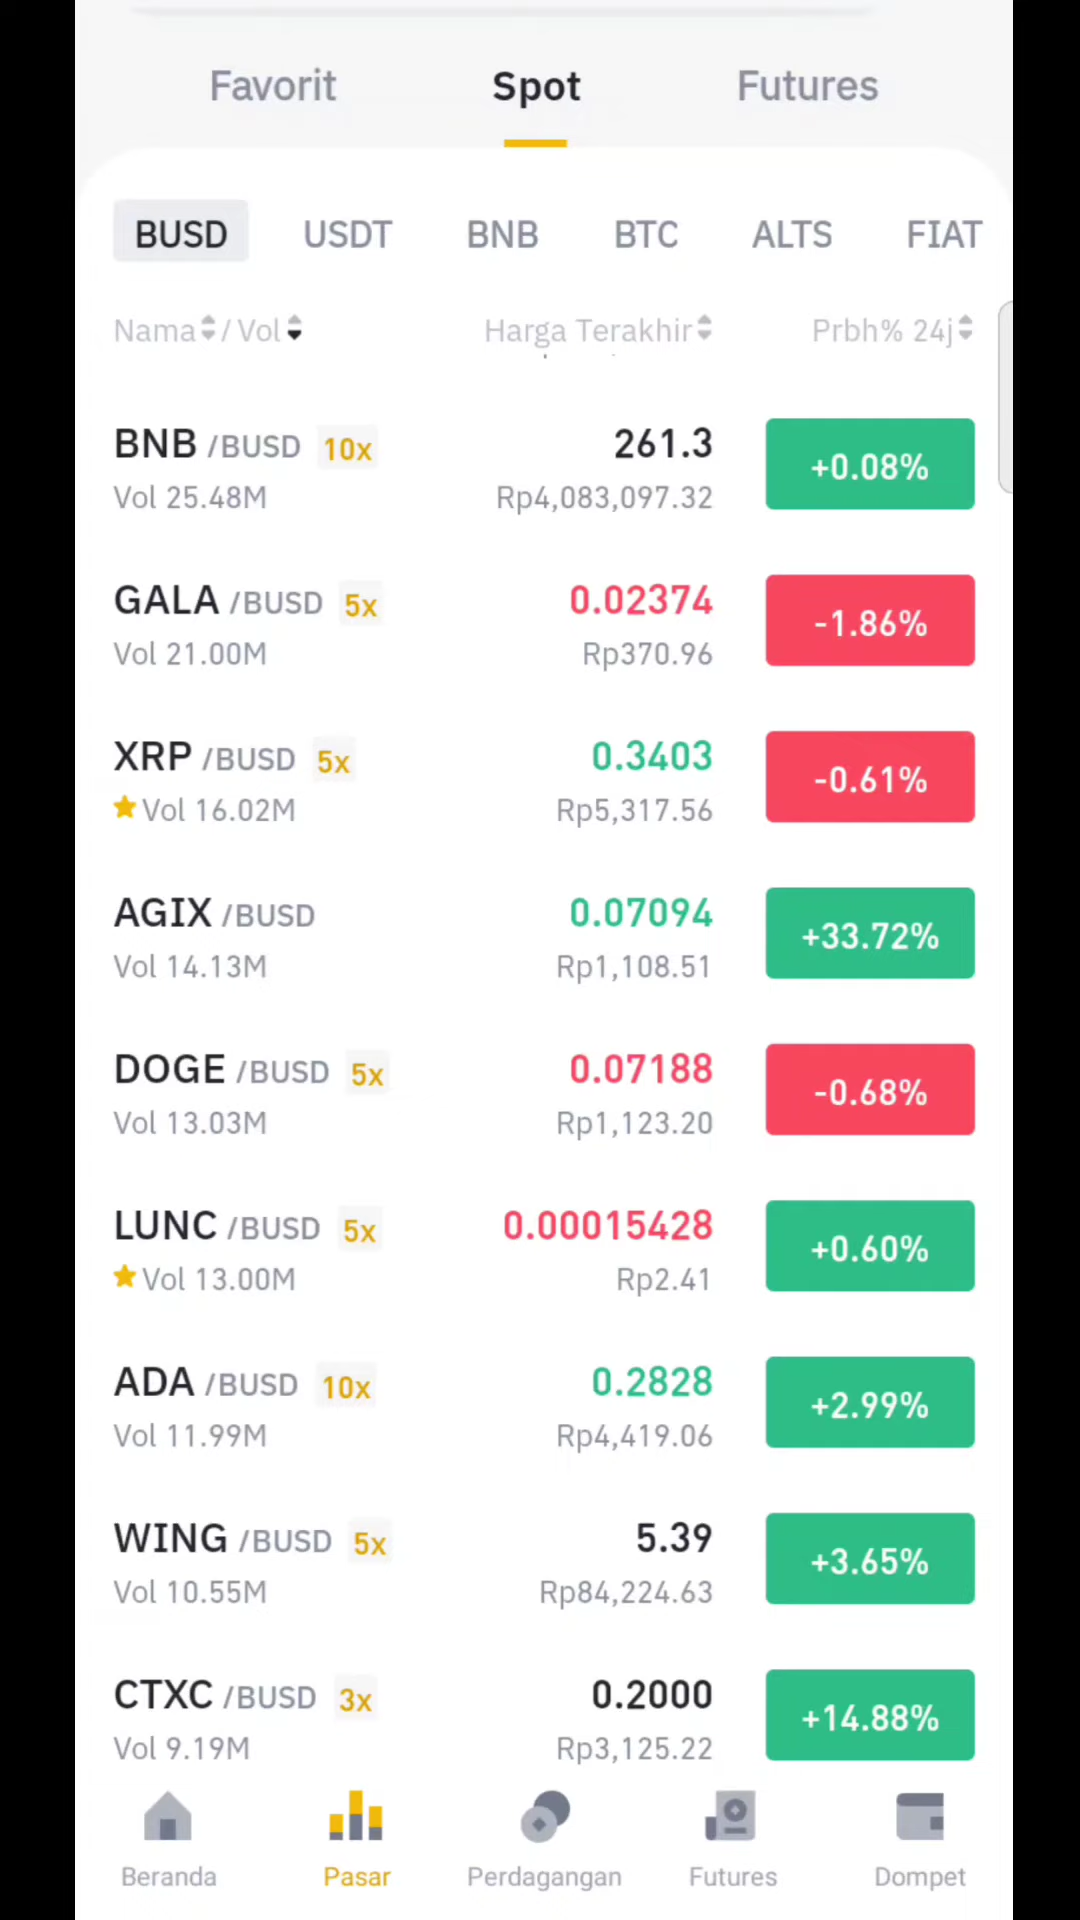 Favorit Spot Futures
BUSD USDT BNB BTC ALTS FIAT
Nama / Vol Harga Terakhir Prbh% 24j
BNB /BUSD 10x 261.3 +0.08%
Vol 25.48M Rp4,083,097.32
GALA /BUSD 5x 0.02374 -1.86%
Vol 21.00M Rp370.96
XRP /BUSD 5x 0.3403 -0.61%
Vol 16.02M Rp5,317.56
AGIX /BUSD 0.07094 +33.72%
Vol 14.13M Rp1,108.51
DOGE /BUSD 5x 0.07188 -0.68%
Vol 13.03M Rp1,123.20
LUNC /BUSD 5x 0.00015428 +0.60%
Vol 13.00M Rp2.41
ADA /BUSD 10x 0.2828 +2.99%
Vol 11.99M Rp4,419.06
WING /BUSD 5x 5.39 +3.65%
Vol 10.55M Rp84,224.63
CTXC /BUSD 3x 0.2000 +14.88%
Vol 9.19M Rp3,125.22
Beranda Pasar Perdagangan Futures Dompet